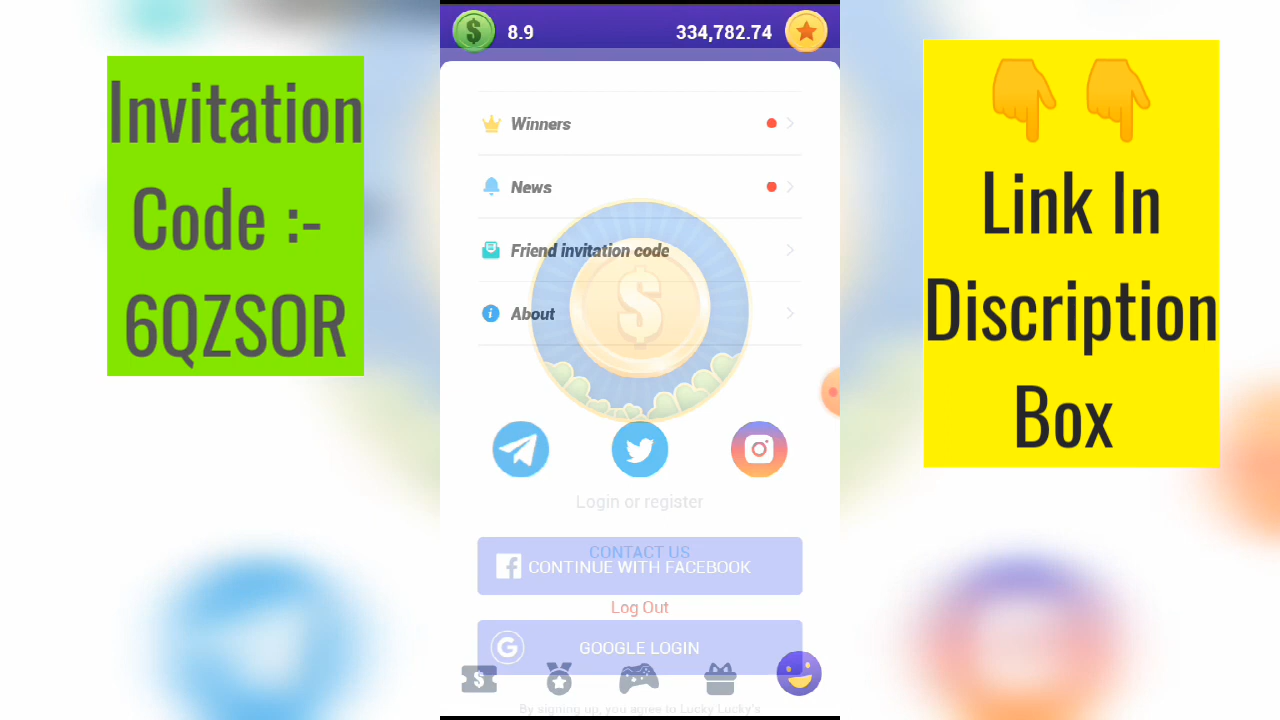 8.9
334,782.74
Invitation
Code :-
6QZSOR
Winners
News
Friend invitation code
About
Login or register
CONTACT US
CONTINUE WITH FACEBOOK
Log Out
GOOGLE LOGIN
By signing up, you agree to Lucky Lucky's
👇👇
Link In
Discription
Box